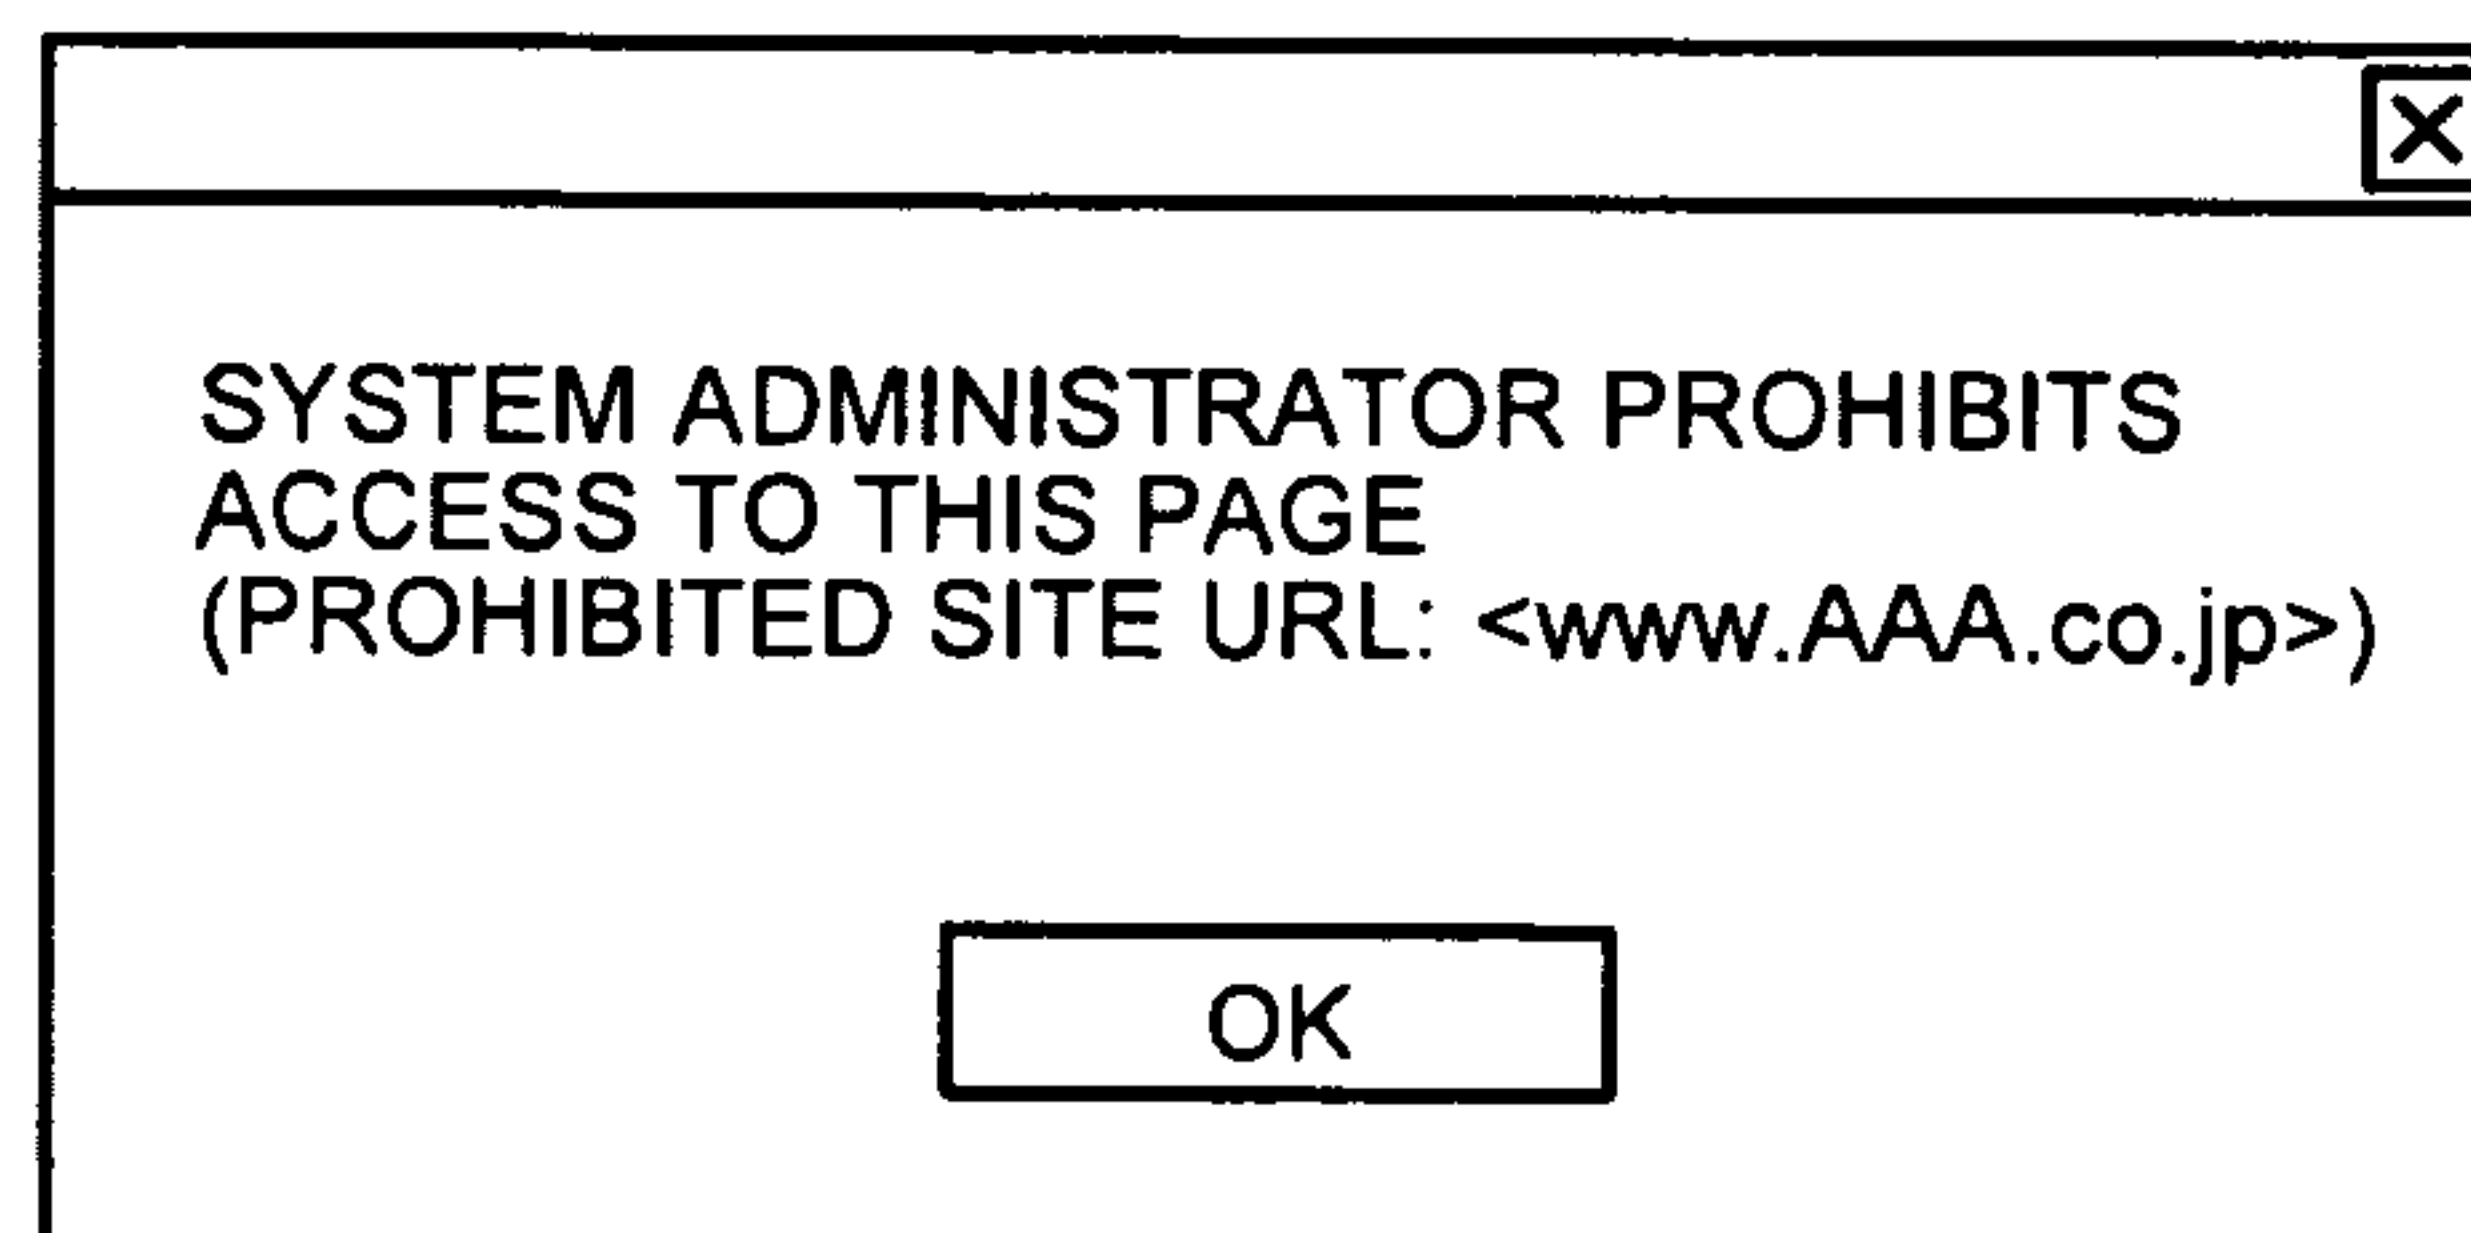 SYSTEM ADMINISTRATOR PROHIBITS
ACCESS TO THIS PAGE
(PROHIBITED SITE URL: <www.AAA.co.jp>)
OK